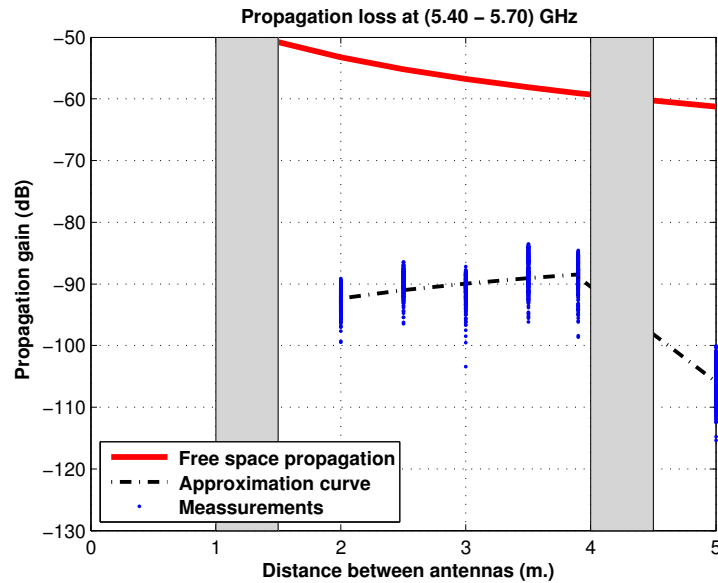 Propagation loss at (5.40 − 5.70) GHz
Propagation gain (dB)
−50
−60
−70
−80
−90
−100
−110
−120
−130
Free space propagation
Approximation curve
Meassurements
0 1 2 3 4 5
Distance between antennas (m.)